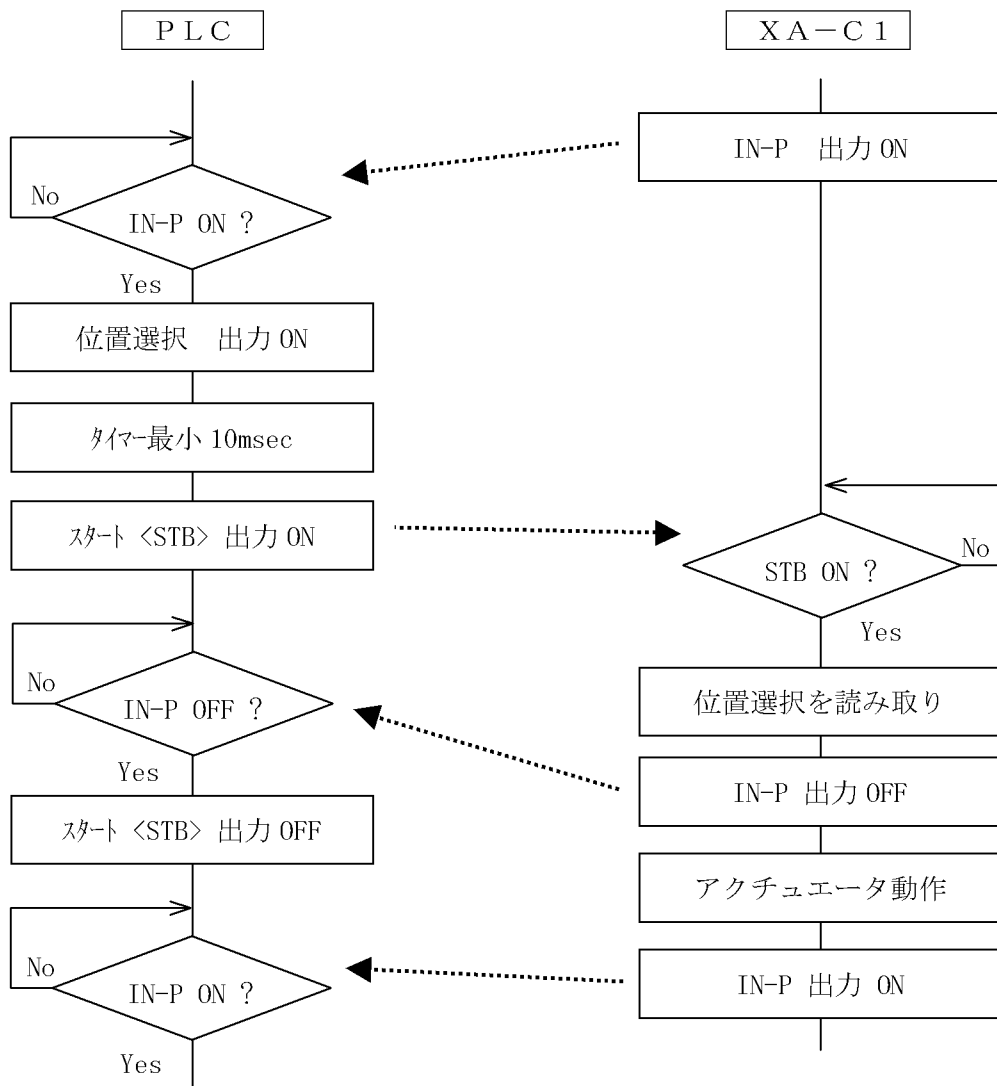 ＰＬＣ
IN-P ON ?
No
Yes
位置選択　出力 ON
ﾀｲﾏｰ最小 10msec
ｽﾀｰﾄ <STB> 出力 ON
IN-P OFF ?
No
Yes
ｽﾀｰﾄ <STB> 出力 OFF
IN-P ON ?
No
Yes
ＸＡ－Ｃ１
IN-P　出力 ON
STB ON ?
No
Yes
位置選択を読み取り
IN-P 出力 OFF
アクチュエータ動作
IN-P 出力 ON